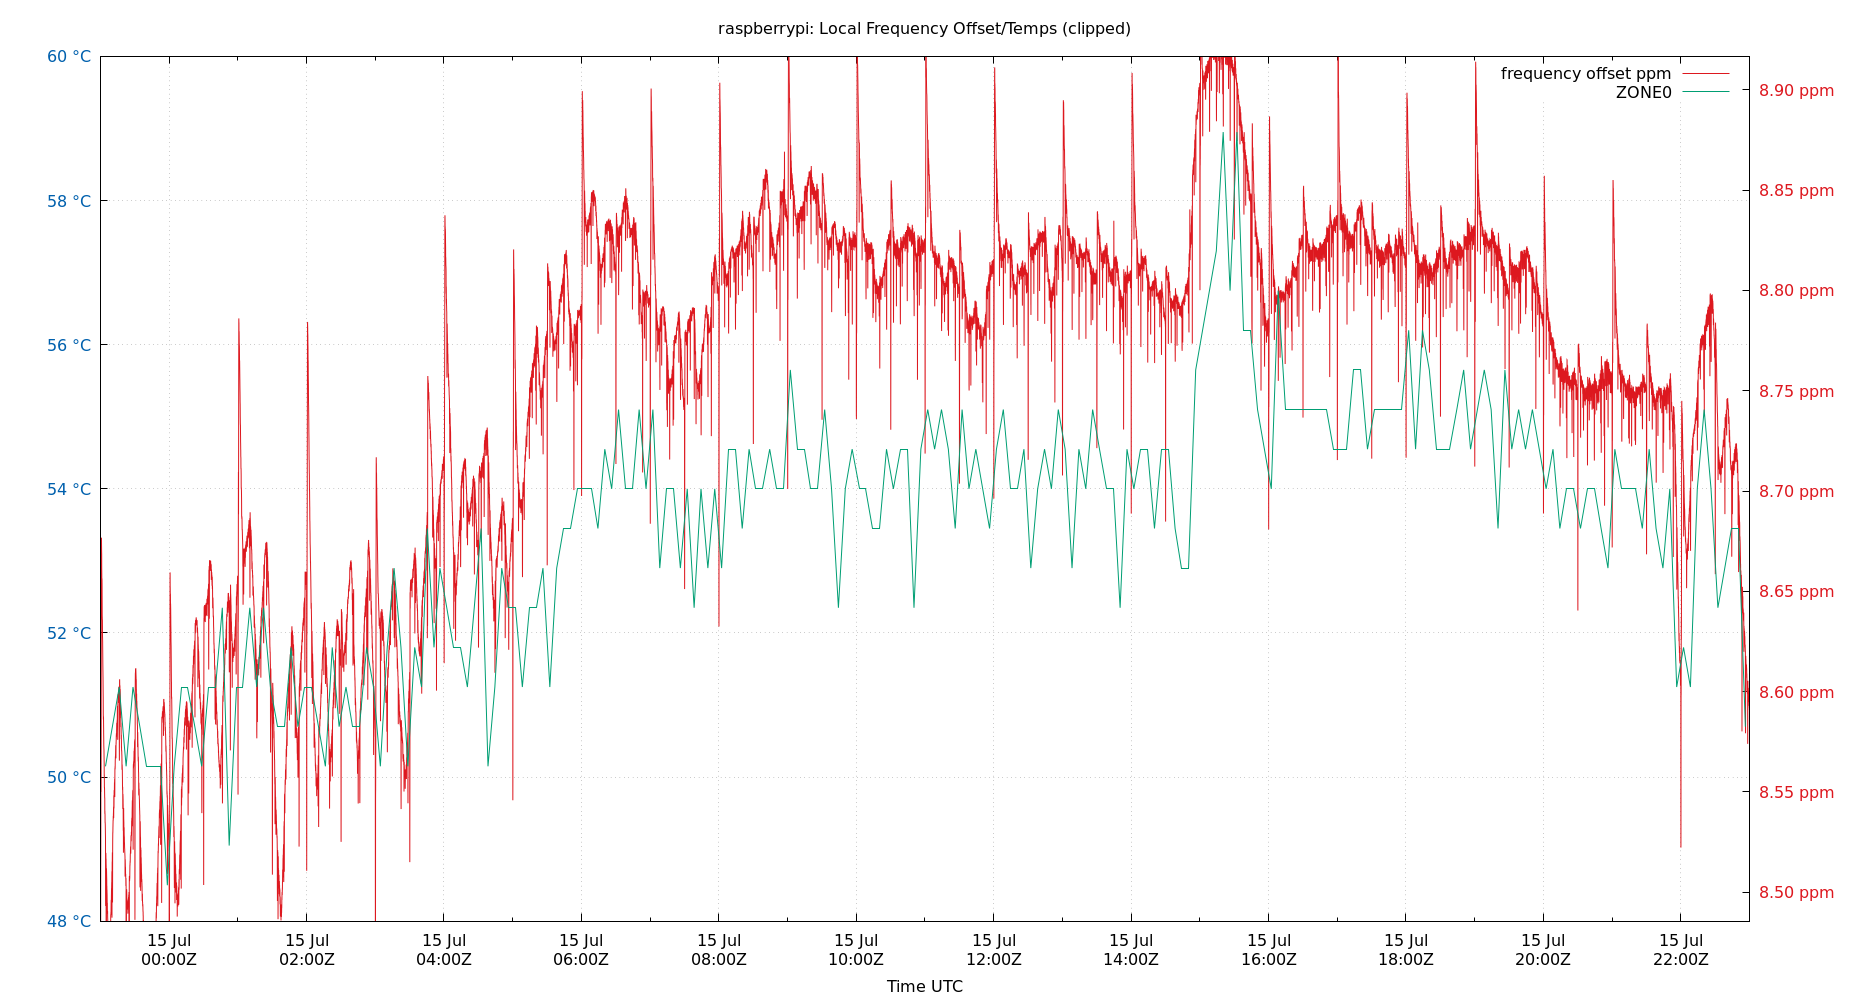 raspberrypi: Local Frequency Offset/Temps (clipped)
frequency offset ppm
ZONE0
60 °C
58 °C
56 °C
54 °C
52 °C
50 °C
48 °C
8.90 ppm
8.85 ppm
8.80 ppm
8.75 ppm
8.70 ppm
8.65 ppm
8.60 ppm
8.55 ppm
8.50 ppm
15 Jul 15 Jul 15 Jul 15 Jul 15 Jul 15 Jul 15 Jul 15 Jul 15 Jul 15 Jul 15 Jul 15 Jul
00:00Z 02:00Z 04:00Z 06:00Z 08:00Z 10:00Z 12:00Z 14:00Z 16:00Z 18:00Z 20:00Z 22:00Z
Time UTC